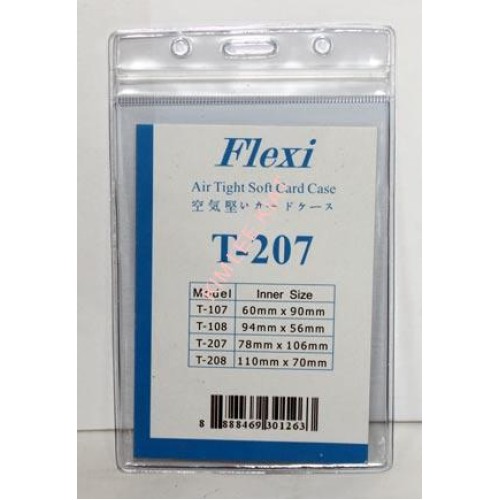 Flexi
Air Tight Soft Card Case
空気堅いカードケース
T-207
Model Inner Size
T-107 60mm x 90mm
T-108 94mm x 56mm
T-207 78mm x 106mm
T-208 110mm x 70mm
8 888469 301263